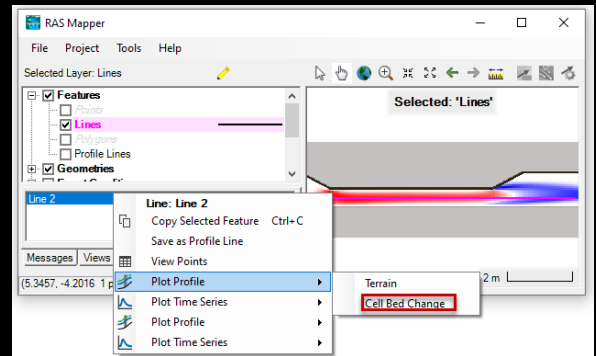 RAS Mapper
File Project Tools Help
Selected Layer: Lines
Features
Points
Lines
Polygons
Profile Lines
Geometries
Selected: 'Lines'
Line 2
Line: Line 2
Copy Selected Feature Ctrl+C
Save as Profile Line
View Points
Plot Profile
Plot Time Series
Plot Profile
Plot Time Series
Terrain
Cell Bed Change
Messages Views
(5.3457, -4.2016 1 p
2 m